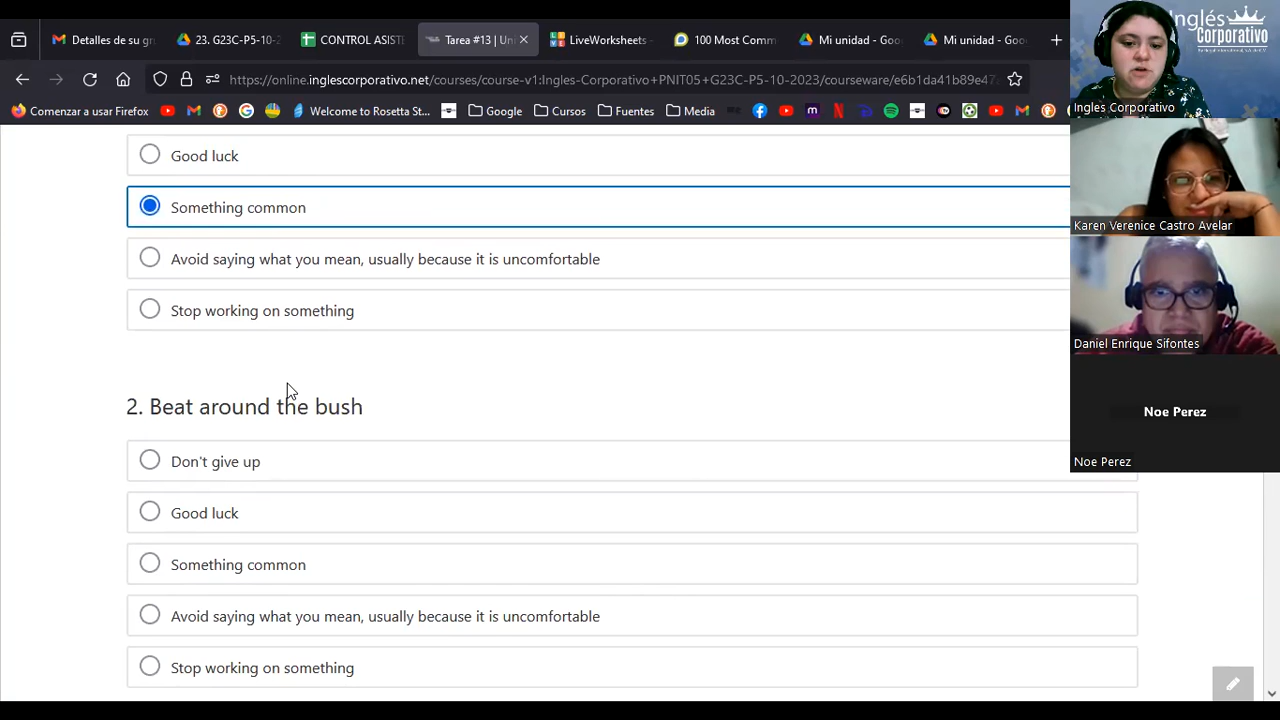 Detalles de su gr
23. G23C-P5-10-2
CONTROL ASIST
Tarea #13
LiveWorksheets -
100 Most Comm
Mi unidad - Goo
Mi unidad - Goo
https://online.inglescorporativo.net/courses/course-v1:Ingles-Corporativo+PNIT05+G23C-P5-10-2023/courseware/e6b1da41b89e47
Comenzar a usar Firefox
Welcome to Rosetta St...
Google
Cursos
Fuentes
Media
Inglés
Corporativo
Ingles Corporativo
Good luck
Something common
Avoid saying what you mean, usually because it is uncomfortable
Stop working on something
Karen Verenice Castro Avelar
Daniel Enrique Sifontes
Noe Perez
Noe Perez
2. Beat around the bush
Don't give up
Good luck
Something common
Avoid saying what you mean, usually because it is uncomfortable
Stop working on something